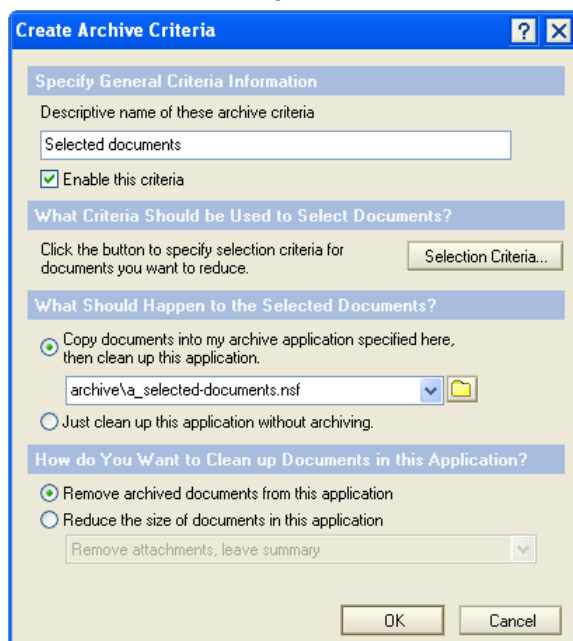 Create Archive Criteria
Specify General Criteria Information
Descriptive name of these archive criteria
Selected documents
Enable this criteria
What Criteria Should be Used to Select Documents?
Click the button to specify selection criteria for
documents you want to reduce.
Selection Criteria...
What Should Happen to the Selected Documents?
Copy documents into my archive application specified here,
then clean up this application.
archive\a_selected-documents.nsf
Just clean up this application without archiving.
How do You Want to Clean up Documents in this Application?
Remove archived documents from this application
Reduce the size of documents in this application
Remove attachments, leave summary
OK Cancel